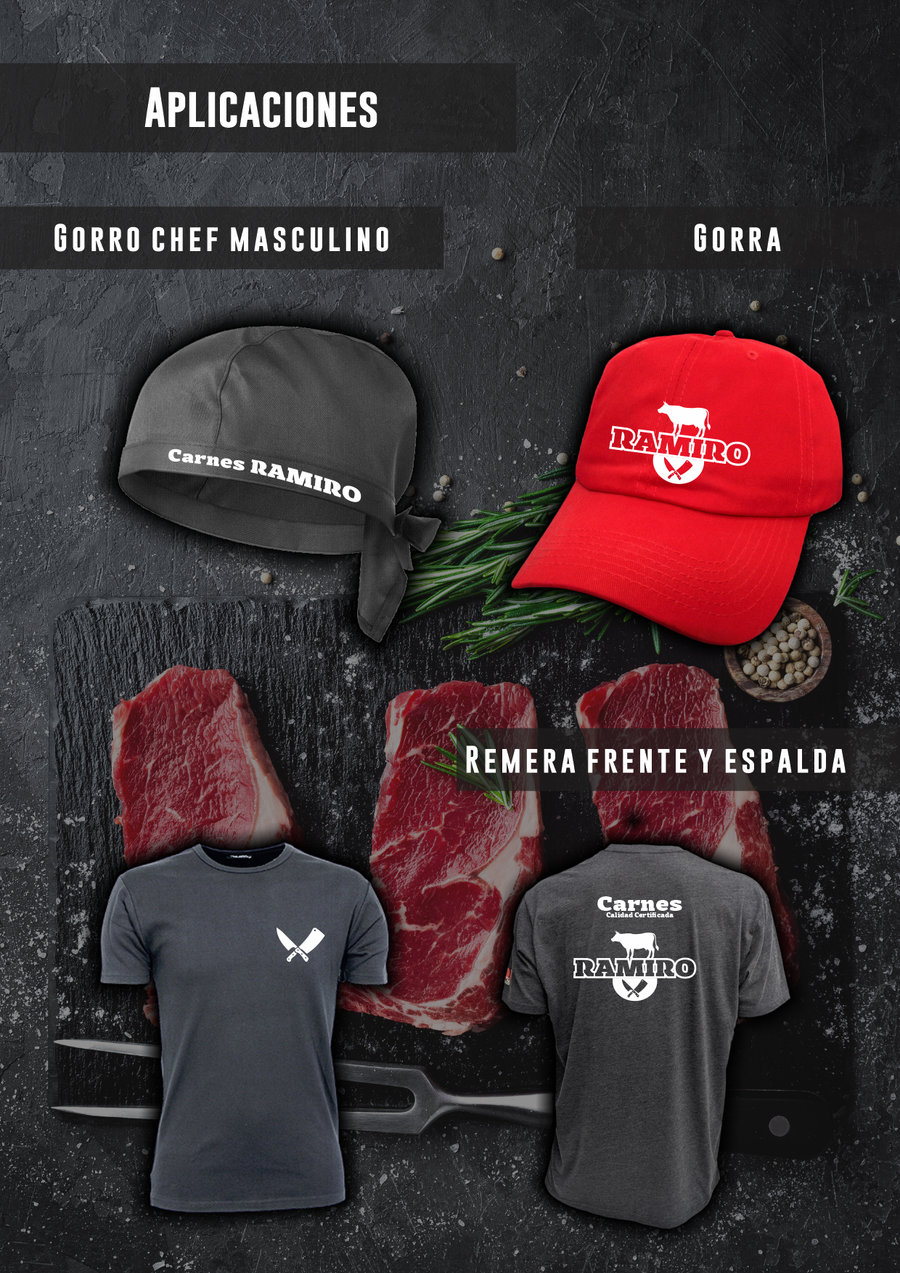 Aplicaciones
Gorro chef masculino
Gorra
Carnes RAMIRO
RAMIRO
Remera frente y espalda
Carnes
Calidad Certificada
RAMIRO